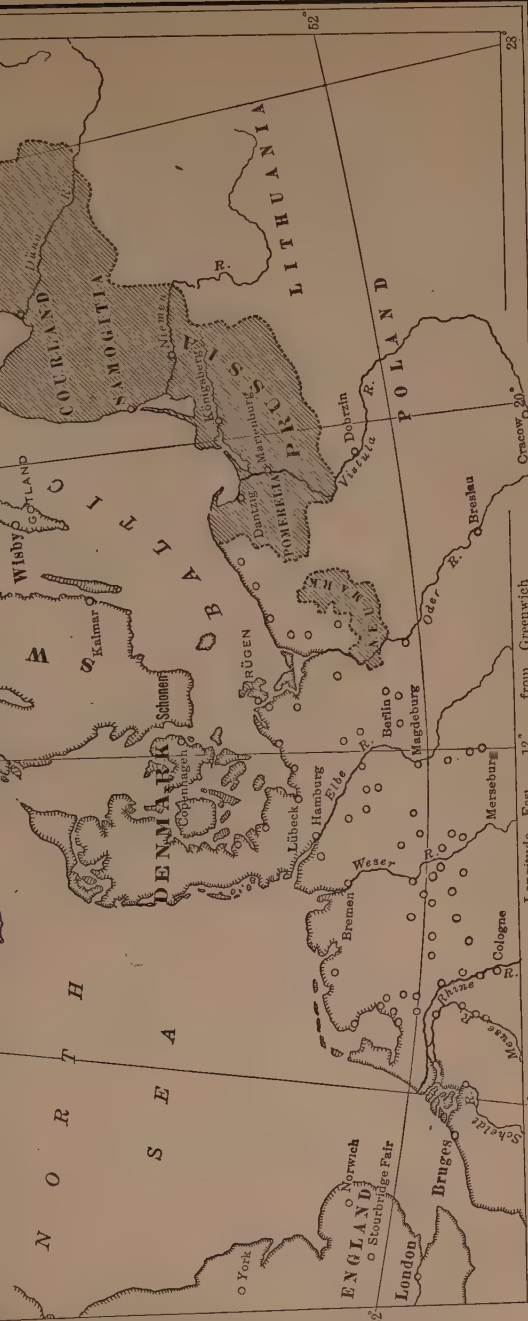 52°
28°
Düna
R.
COURLAND
SAMOGITIA
Niemen
R.
LITHUANIA
Königsberg
PRUSSIA
Marienburg
Dantzig
POMERELIA
Dobrzin
Vistula
R.
POLAND
20°
Cracow
Wisby
GOTLAND
BALTIC
Kalmar
S W
NEUMARK
Oder
R.
Breslau
from Greenwich
RÜGEN
Schonen
DENMARK
Copenhagen
Berlin
Magdeburg
Lübeck
Hamburg
Elbe
R.
12°
Merseburg
Weser
R.
Bremen
Longitude East
Cologne
Rhine
R.
Meuse
R.
Scheldt
R.
Bruges
NORTH
SEA
Norwich
Stourbridge Fair
ENGLAND
York
London